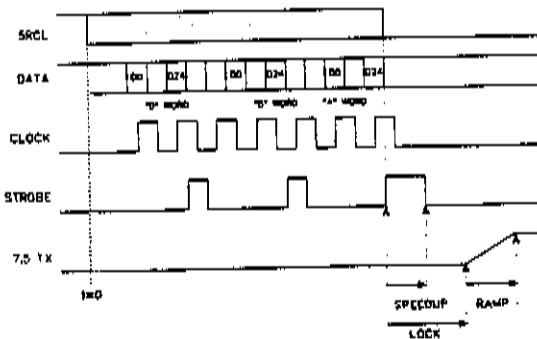 SRCL
DATA D0 D24 D0 D24 D0 D24
"D" WORD "A" WORD
CLOCK
STROBE
7.5 TX
t=0
SPEEDUP RAMP
LOCK